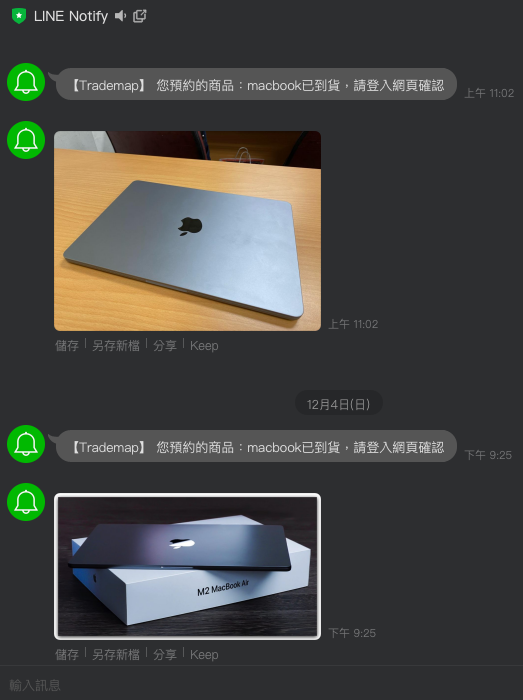 LINE Notify
【Trademap】 您預約的商品：macbook已到貨，請登入網頁確認
上午 11:02
上午 11:02
儲存 | 另存新檔 | 分享 | Keep
12月4日(日)
【Trademap】 您預約的商品：macbook已到貨，請登入網頁確認
下午 9:25
M2 MacBook Air
下午 9:25
儲存 | 另存新檔 | 分享 | Keep
輸入訊息